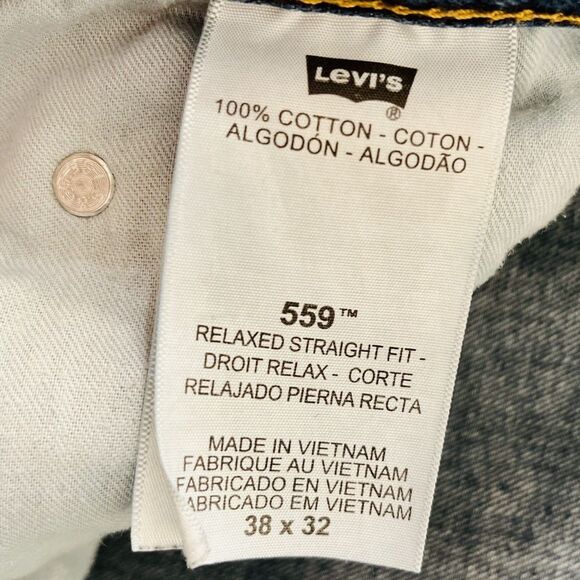 Levi's
®
100% COTTON - COTON -
ALGODÓN - ALGODÃO
559™
RELAXED STRAIGHT FIT -
DROIT RELAX - CORTE
RELAJADO PIERNA RECTA
MADE IN VIETNAM
FABRIQUE AU VIETNAM
FABRICADO EN VIETNAM
FABRICADO EM VIETNAM
38 x 32